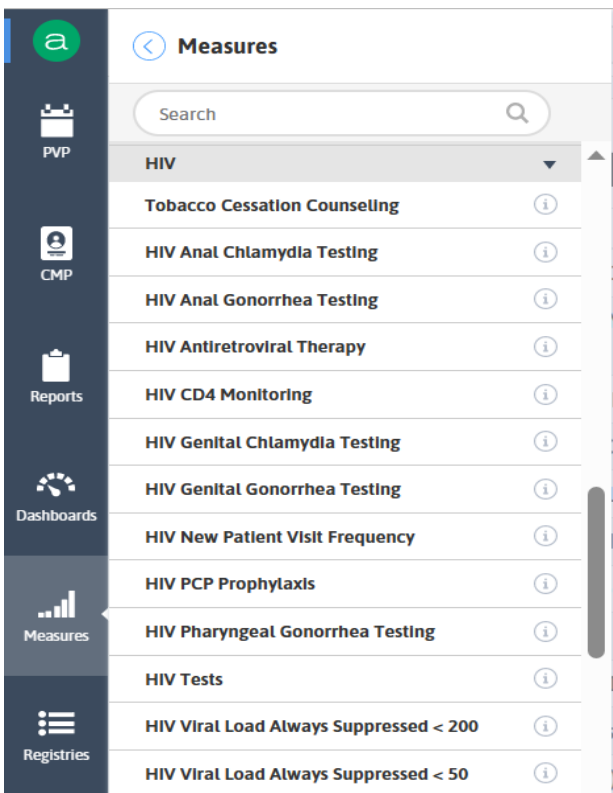 a
Measures
Search
PVP
CMP
Reports
Dashboards
Measures
Registries
HIV
Tobacco Cessation Counseling
HIV Anal Chlamydia Testing
HIV Anal Gonorrhea Testing
HIV Antiretroviral Therapy
HIV CD4 Monitoring
HIV Genital Chlamydia Testing
HIV Genital Gonorrhea Testing
HIV New Patient Visit Frequency
HIV PCP Prophylaxis
HIV Pharyngeal Gonorrhea Testing
HIV Tests
HIV Viral Load Always Suppressed < 200
HIV Viral Load Always Suppressed < 50